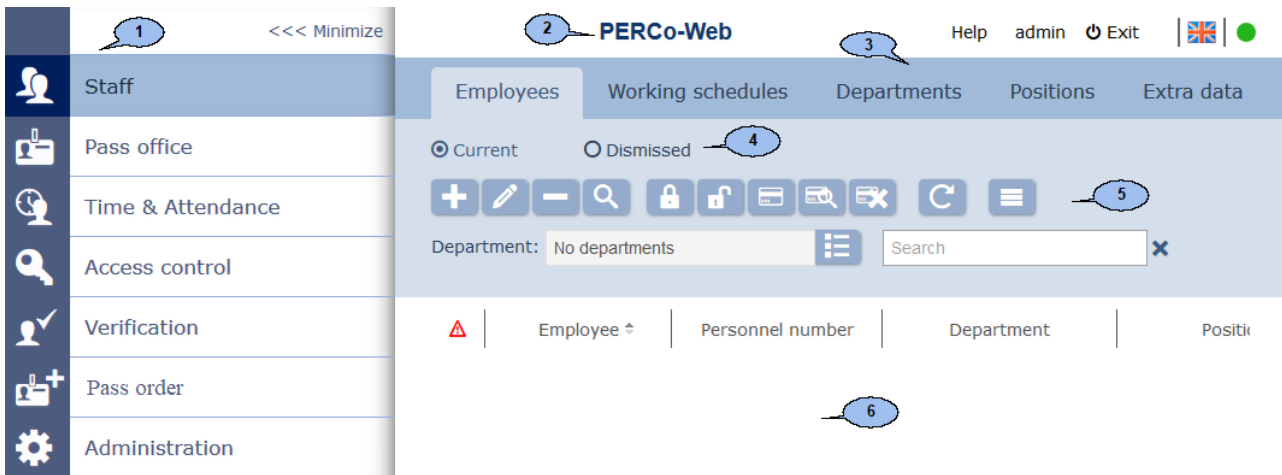 1 <<< Minimize 2 PERCo-Web 3 Help admin Exit
Staff
Employees Working schedules Departments Positions Extra data
Pass office
Current Dismissed 4
Time & Attendance
5
Department: No departments Search
Access control
Verification
Employee Personnel number Department Positic
Pass order
6
Administration